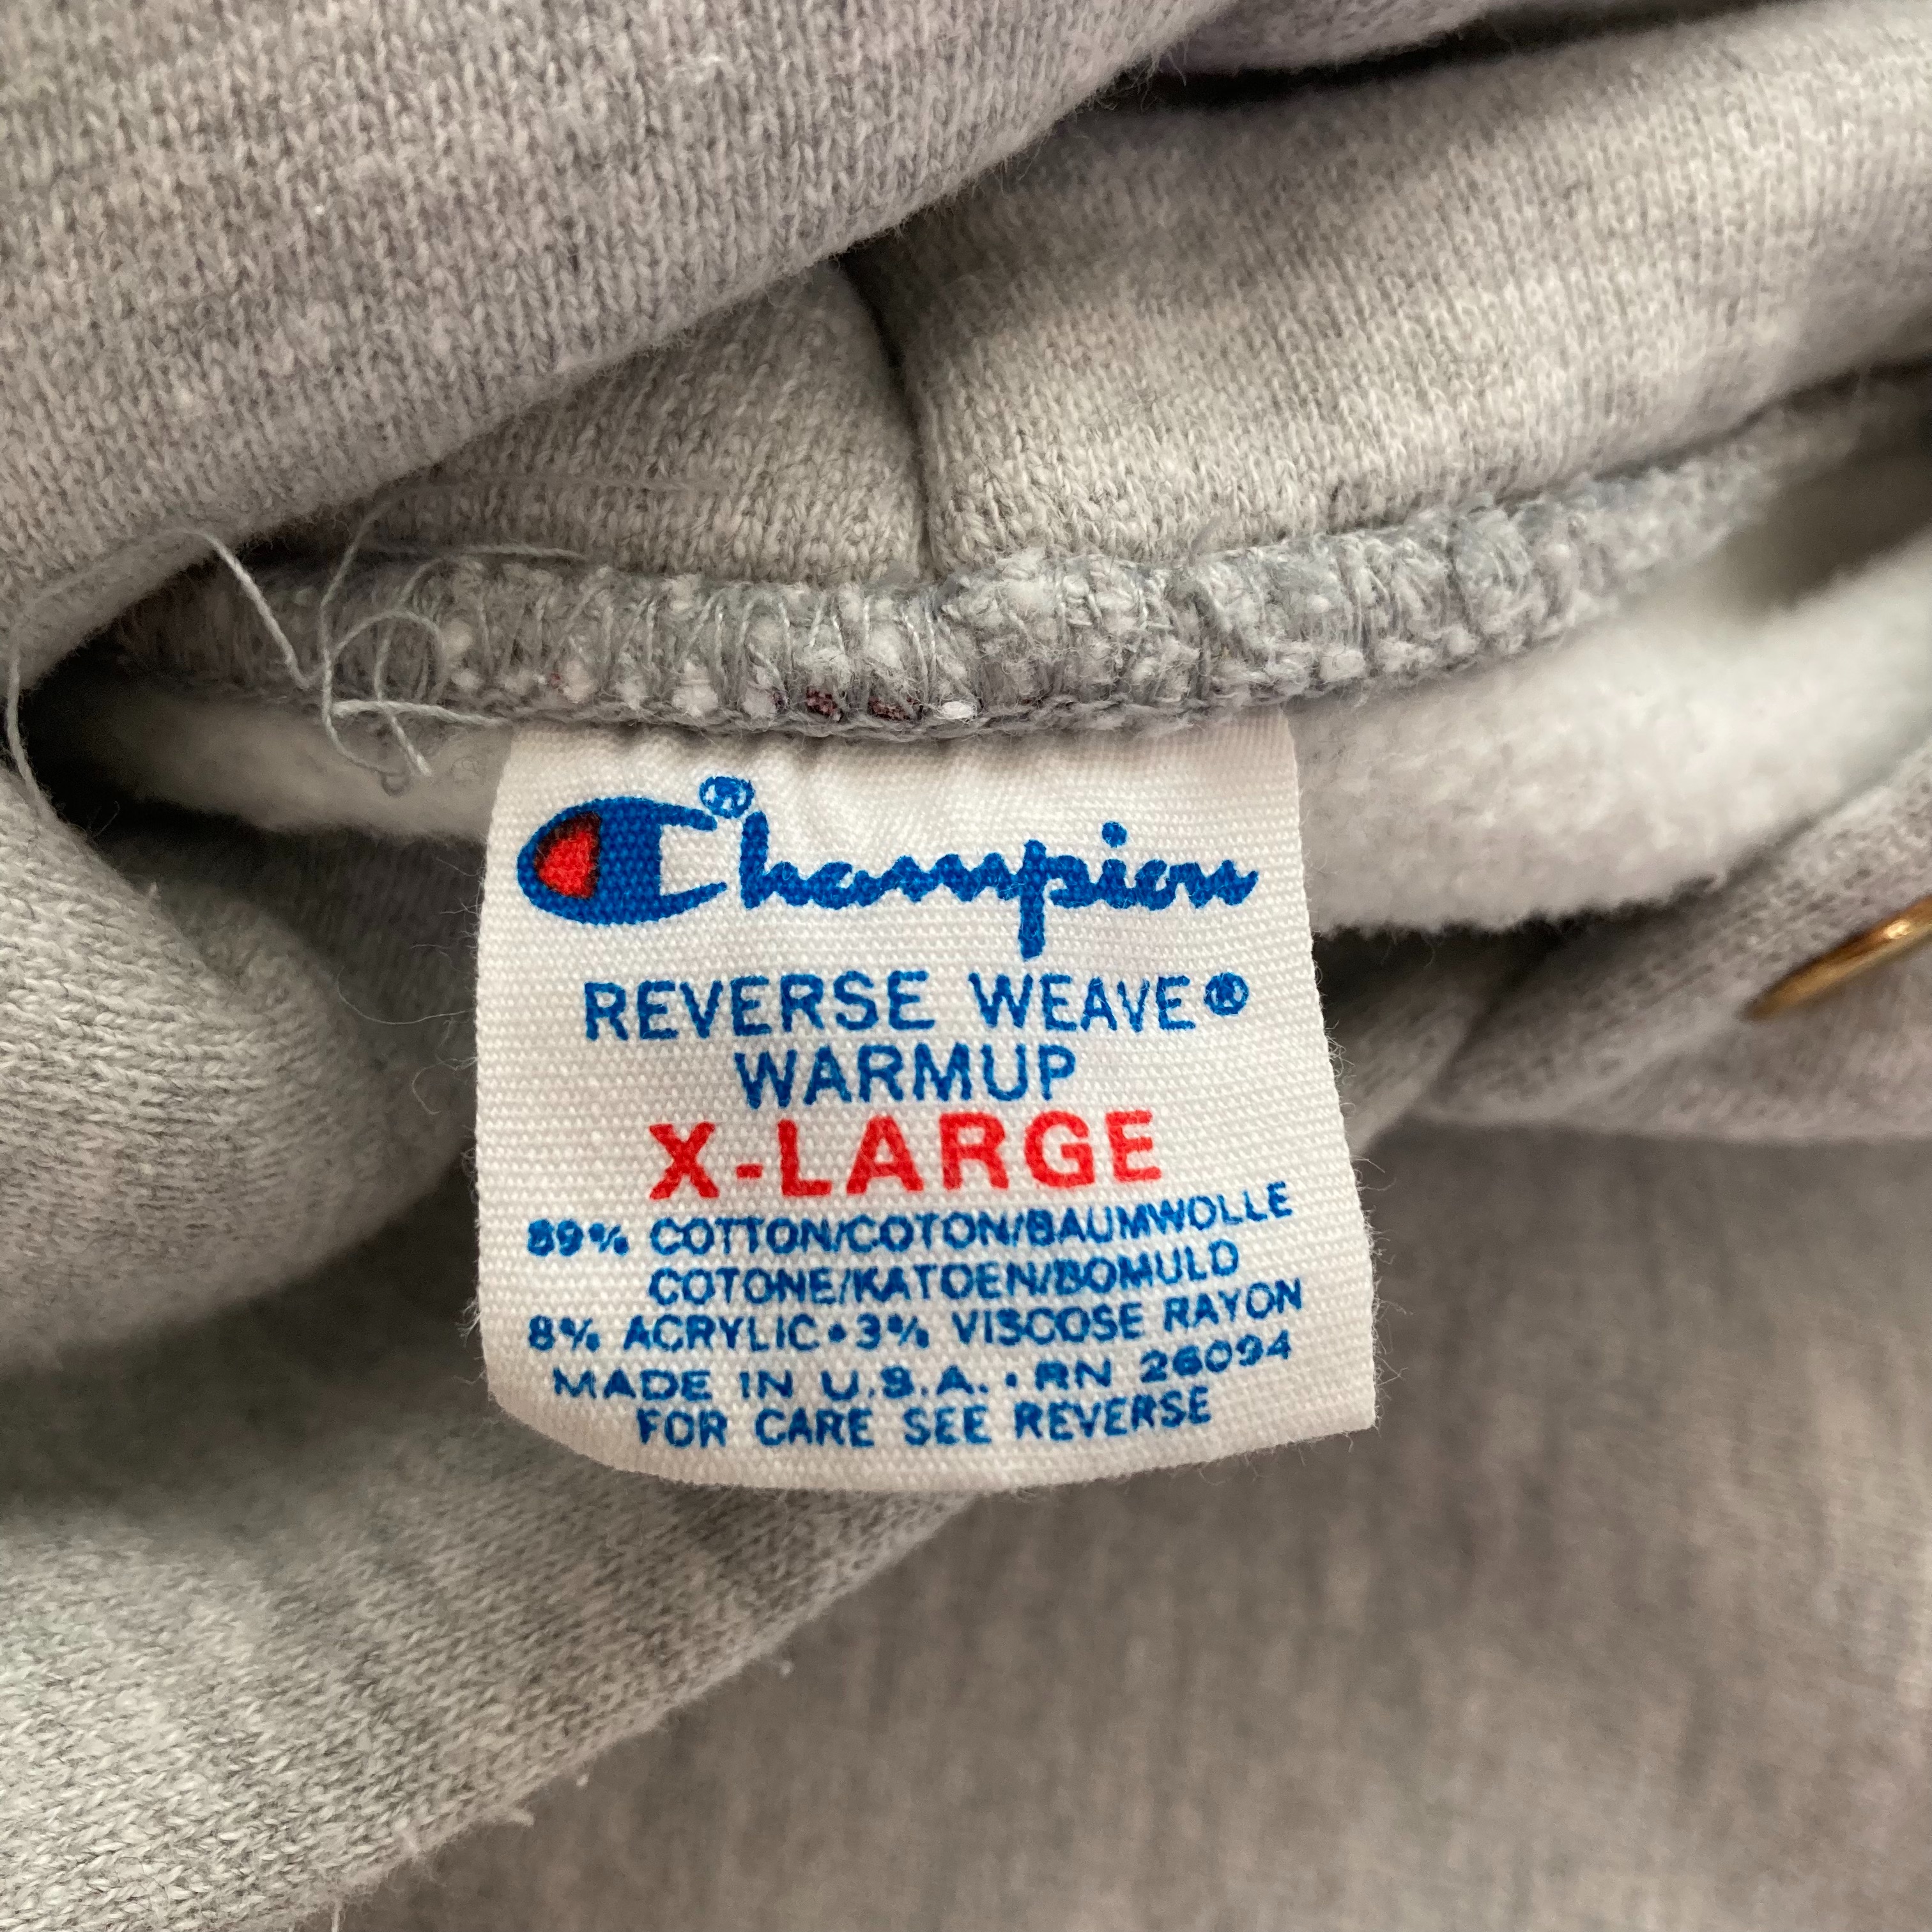 Champion®
REVERSE WEAVE®
WARMUP
X-LARGE
89% COTTON/COTON/BAUMWOLLE
COTONE/KATOEN/BOMULD
8% ACRYLIC • 3% VISCOSE RAYON
MADE IN U.S.A. • RN 26094
FOR CARE SEE REVERSE